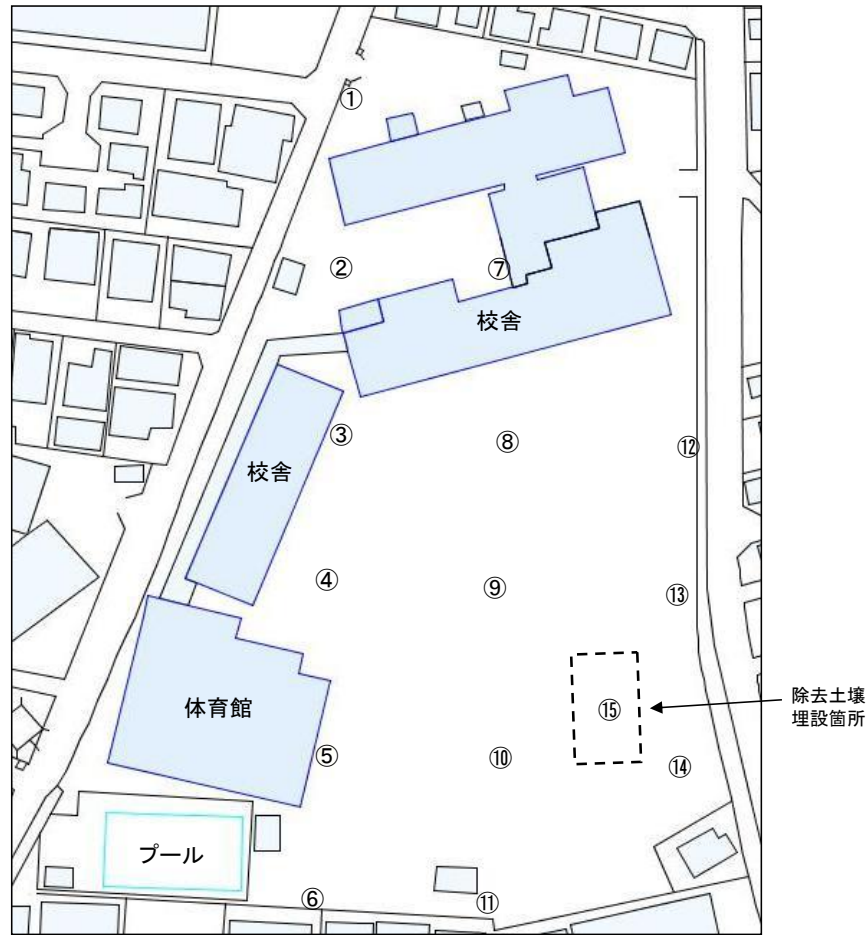 ①
②
⑦
校舎
③
⑧
⑫
校舎
④
⑨
⑬
体育館
⑮
除去土壌
埋設箇所
⑤
⑩
⑭
プール
⑥
⑪